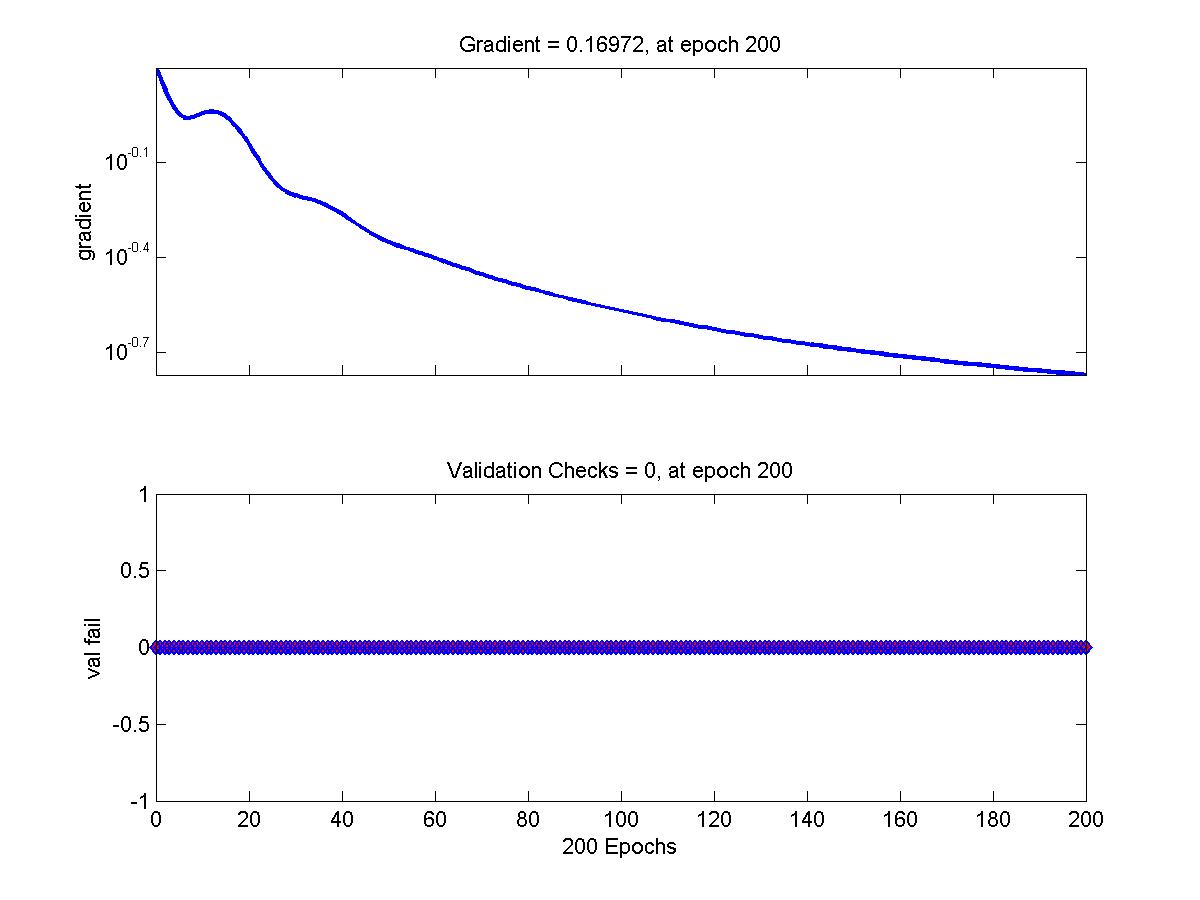 Gradient = 0.16972, at epoch 200
10^-0.1
10^-0.4
10^-0.7
gradient
Validation Checks = 0, at epoch 200
1
0.5
0
-0.5
-1
val fail
0 20 40 60 80 100 120 140 160 180 200
200 Epochs